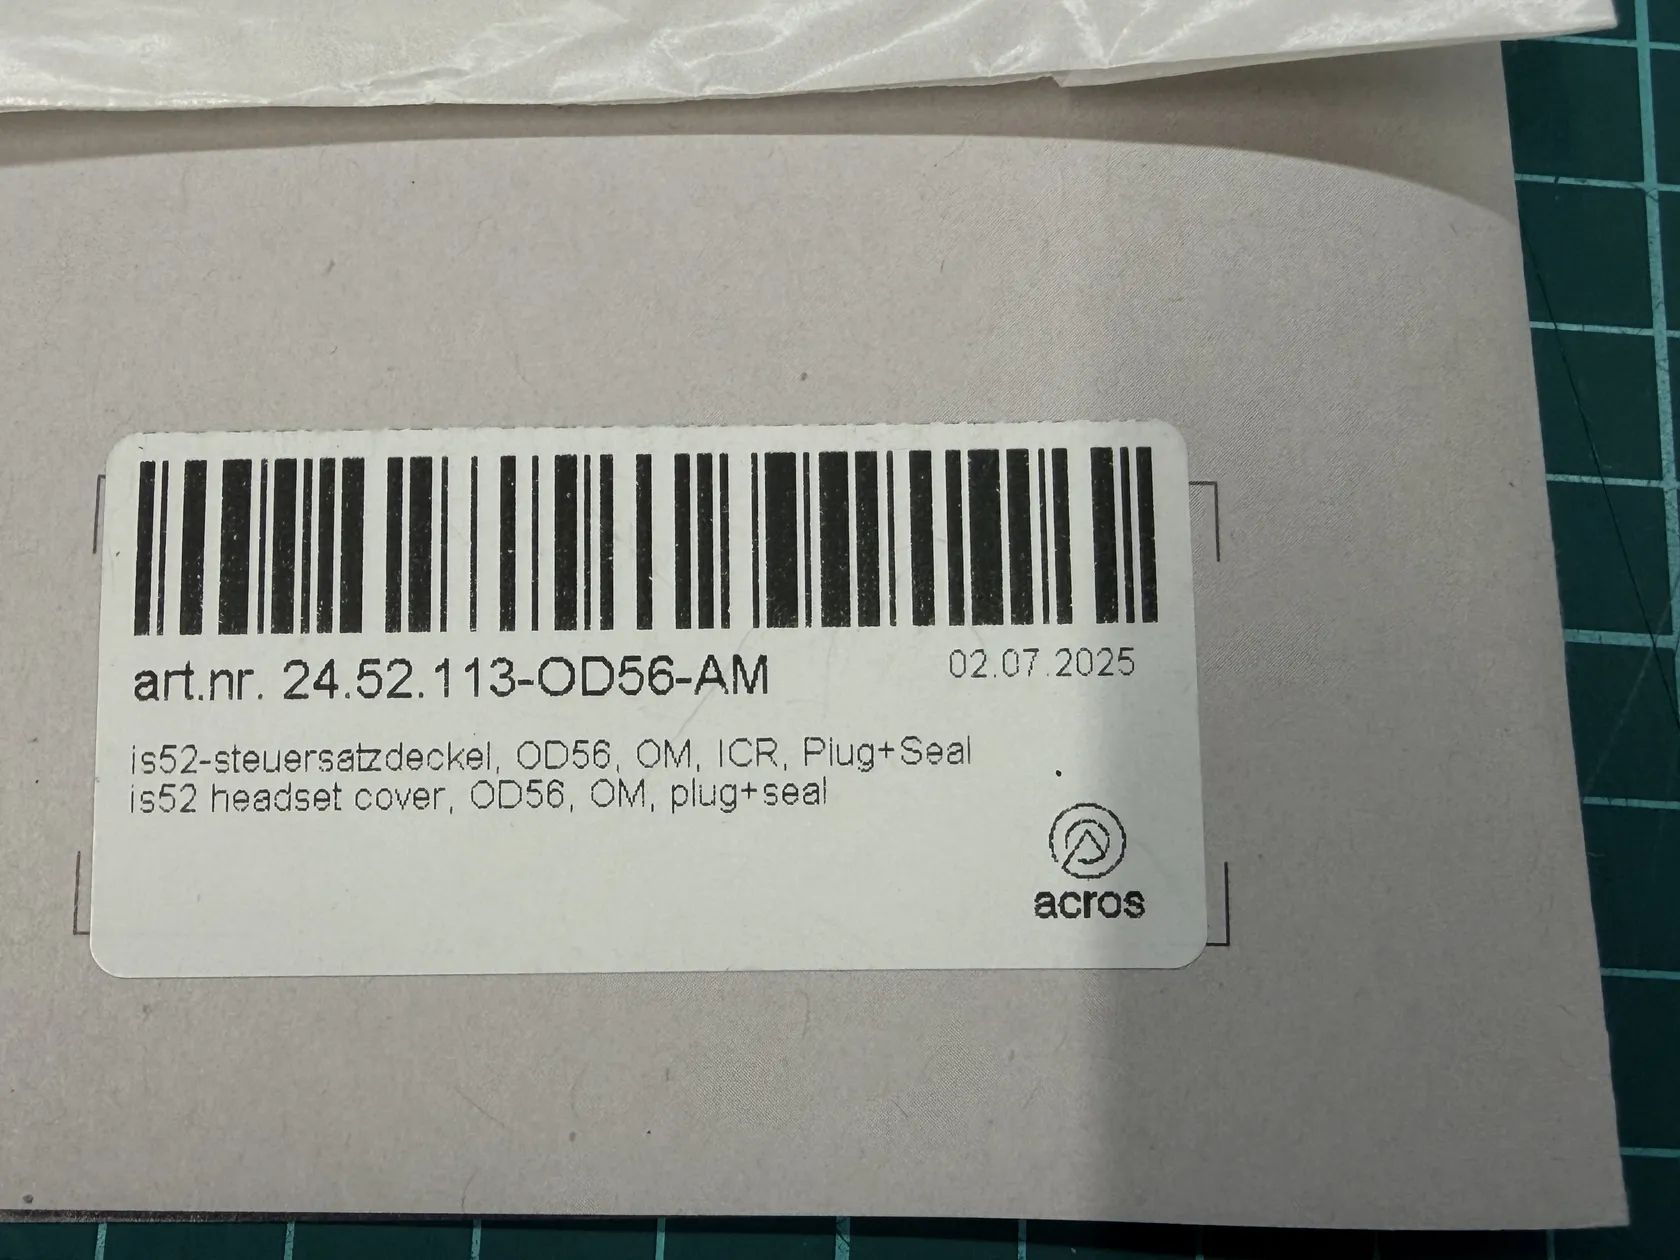 art.nr. 24.52.113-OD56-AM
02.07.2025
is52-steuersatzdeckel, OD56, OM, ICR, Plug+Seal
is52 headset cover, OD56, OM, plug+seal
acros